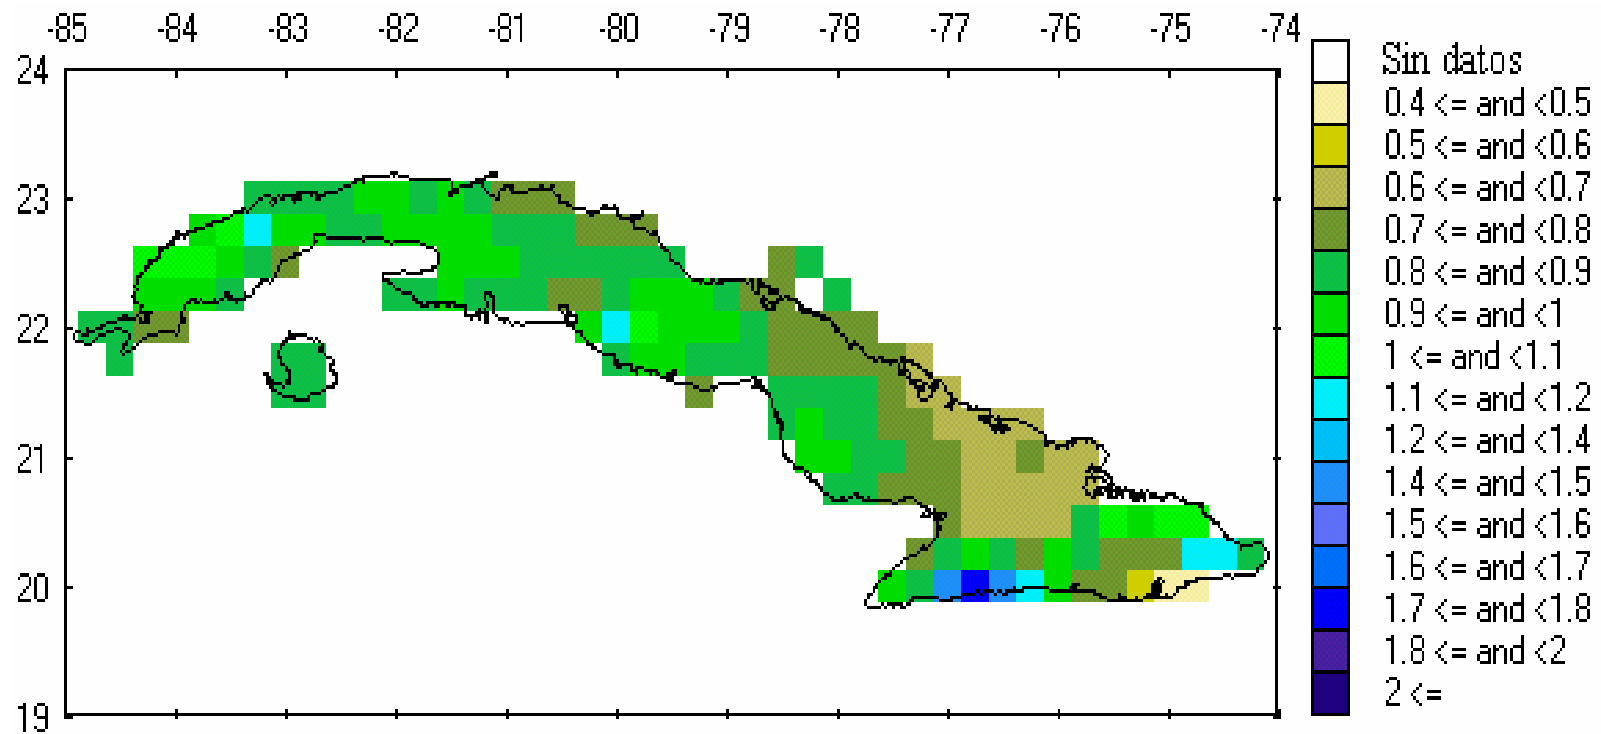 -85 -84 -83 -82 -81 -80 -79 -78 -77 -76 -75 -74
24
23
22
21
20
19
Sin datos
0.4 <= and <0.5
0.5 <= and <0.6
0.6 <= and <0.7
0.7 <= and <0.8
0.8 <= and <0.9
0.9 <= and <1
1 <= and <1.1
1.1 <= and <1.2
1.2 <= and <1.4
1.4 <= and <1.5
1.5 <= and <1.6
1.6 <= and <1.7
1.7 <= and <1.8
1.8 <= and <2
2 <=